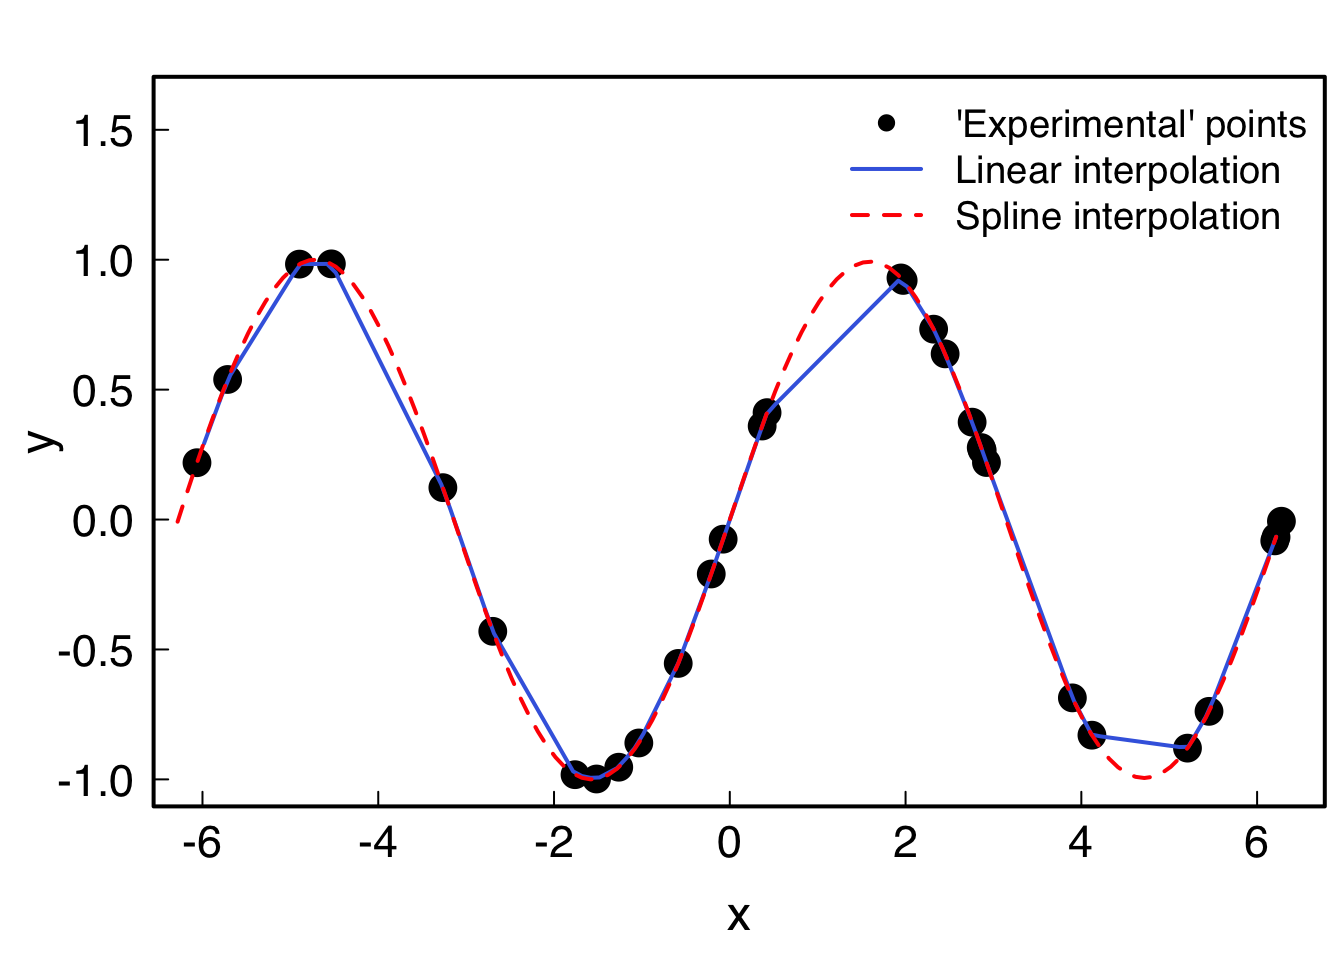 'Experimental' points
Linear interpolation
Spline interpolation
1.5
1.0
0.5
0.0
-0.5
-1.0
y
-6 -4 -2 0 2 4 6
x